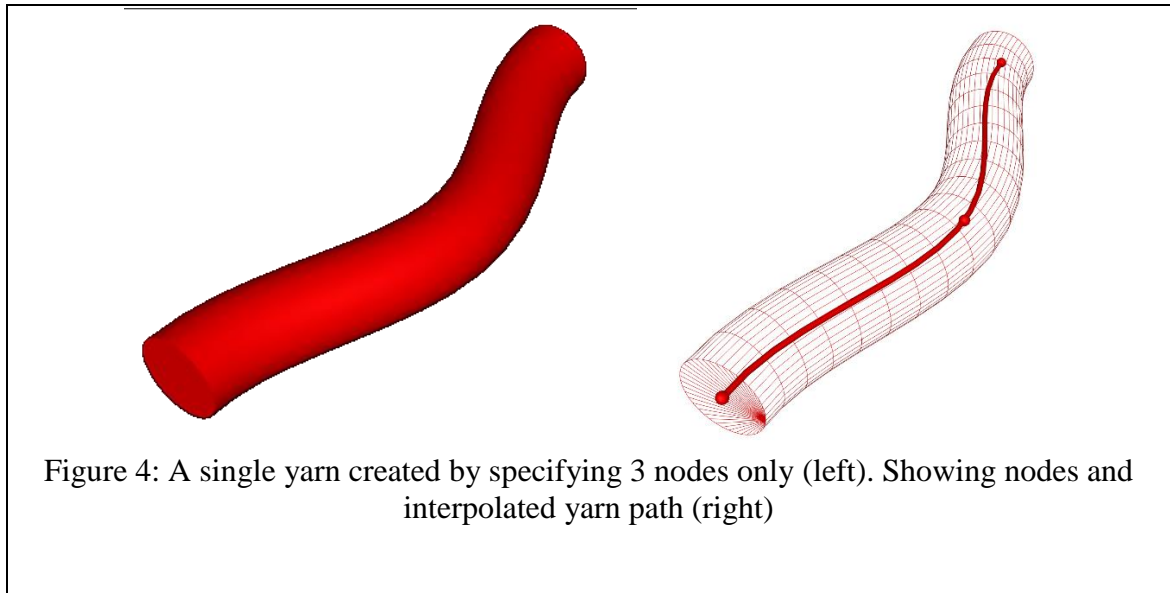 Figure 4: A single yarn created by specifying 3 nodes only (left). Showing nodes and
interpolated yarn path (right)